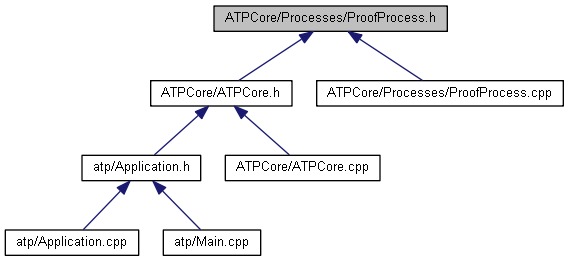 ATPCore/Processes/ProofProcess.h
ATPCore/ATPCore.h
ATPCore/Processes/ProofProcess.cpp
atp/Application.h
ATPCore/ATPCore.cpp
atp/Application.cpp
atp/Main.cpp